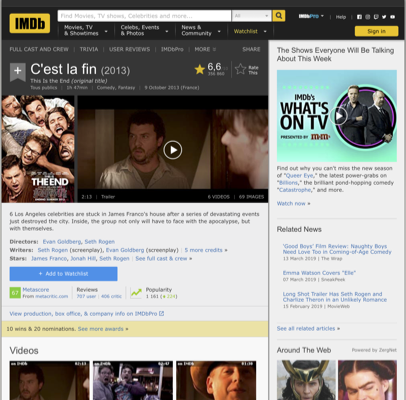 IMDb
Find Movies, TV shows, Celebrities and more...
All
Movies, TV
& Showtimes
Celebs, Events
& Photos
News &
Community
Watchlist
IMDbPro
Help
Sign in
FULL CAST AND CREW | TRIVIA | USER REVIEWS | IMDbPro | MORE
SHARE
C'est la fin (2013)
This Is the End (original title)
Tous publics | 1h 47min | Comedy, Fantasy | 9 October 2013 (France)
6,6
Rate
This
THE END
2:13 | Trailer
6 VIDEOS | 69 IMAGES
6 Los Angeles celebrities are stuck in James Franco's house after a series of devastating events
just destroyed the city. Inside, the group not only will have to face the apocalypse, but
with themselves.
Directors: Evan Goldberg, Seth Rogen
Writers: Seth Rogen (screenplay), Evan Goldberg (screenplay) | 5 more credits »
Stars: James Franco, Jonah Hill, Seth Rogen | See full cast & crew »
+ Add to Watchlist
67
Metascore
From metacritic.com
Reviews
707 user | 406 critic
Popularity
1 161
View production, box office, & company info on IMDbPro
10 wins & 20 nominations. See more awards »
Videos
The Shows Everyone Will Be Talking
About This Week
IMDb's
WHAT'S
ON TV
PRESENTED BY
Find out why you can't miss the new season
of "Queer Eye," the latest power-grabs on
"Billions," the brilliant pond-hopping comedy
"Catastrophe," and more.
Watch now »
Related News
'Good Boys' Film Review: Naughty Boys
Need Love Too in Coming-of-Age Comedy
13 March 2019 | The Wrap
Emma Watson Covers "Elle"
07 March 2019 | SneakPeek
Long Shot Trailer Has Seth Rogen and
Charlize Theron in an Unlikely Romance
15 February 2019 | MovieWeb
See all related articles »
Around The Web
Powered by ZergNet